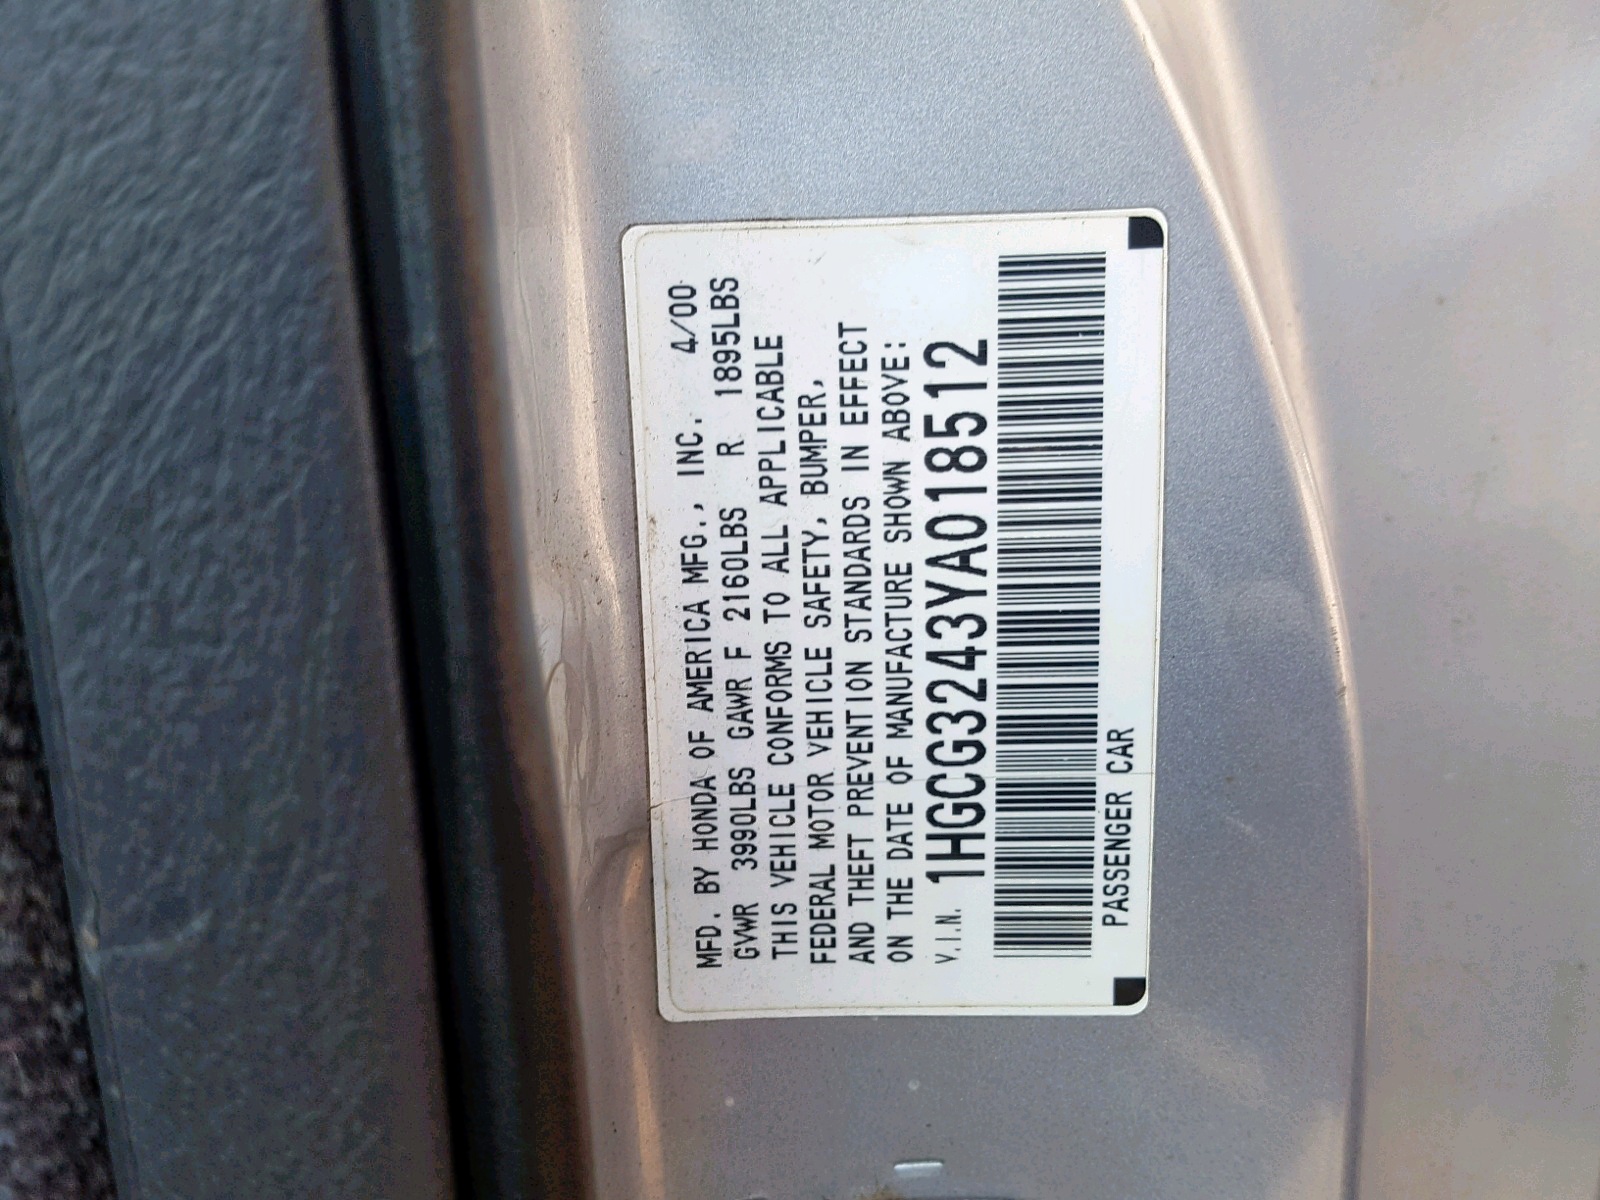 MFD. BY HONDA OF AMERICA MFG., INC. 4/00
GVWR 3990LBS GAWR F 2160LBS R 1895LBS
THIS VEHICLE CONFORMS TO ALL APPLICABLE
FEDERAL MOTOR VEHICLE SAFETY, BUMPER,
AND THEFT PREVENTION STANDARDS IN EFFECT
ON THE DATE OF MANUFACTURE SHOWN ABOVE:
V.I.N. 1HGCG3243YA018512
PASSENGER CAR